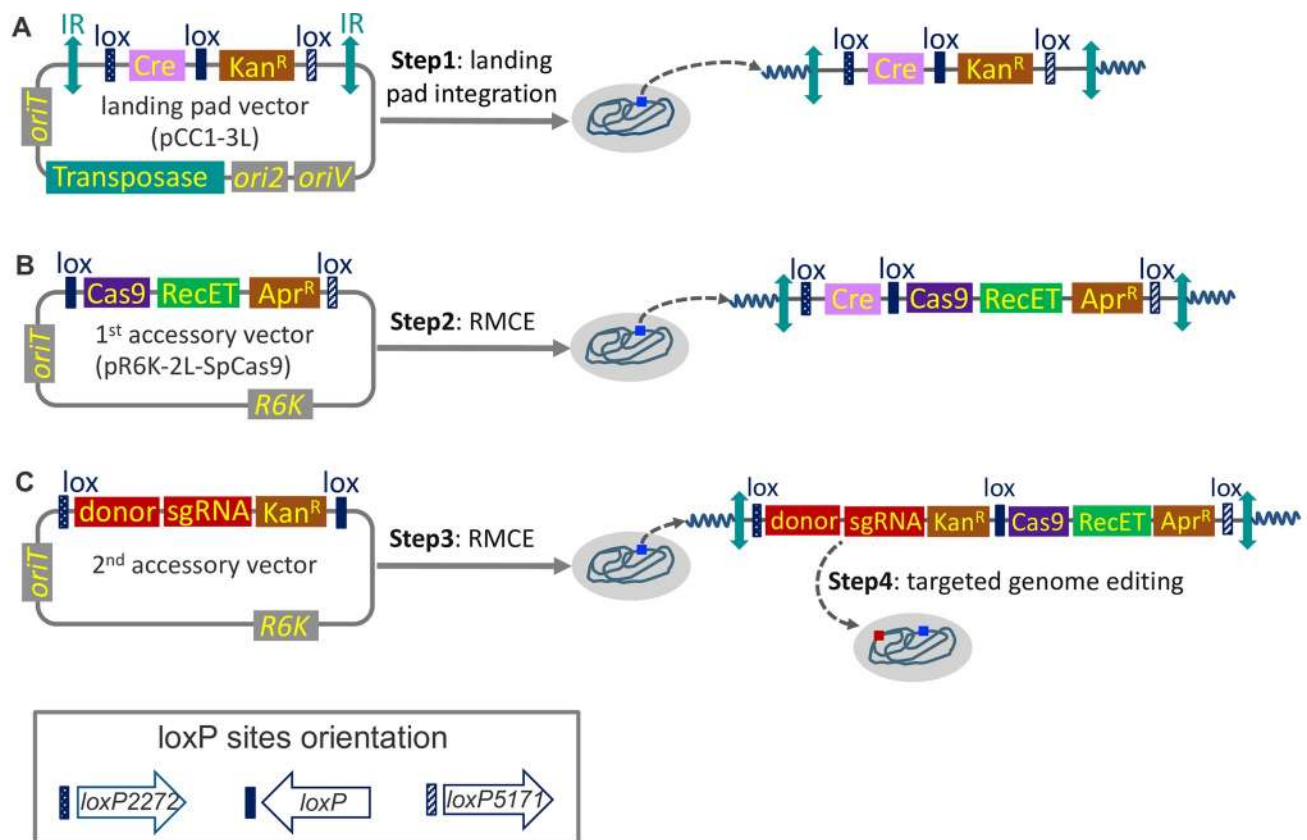 A
IR
lox
lox
lox
IR
Cre
Kan^R
oriT
landing pad vector
(pCC1-3L)
Transposase
ori2
oriV
Step1: landing
pad integration
lox
lox
lox
Cre
Kan^R
B
lox
lox
Cas9
RecET
Apr^R
oriT
1st accessory vector
(pR6K-2L-SpCas9)
R6K
Step2: RMCE
lox
lox
lox
Cre
Cas9
RecET
Apr^R
C
lox
lox
donor
sgRNA
Kan^R
oriT
2nd accessory vector
R6K
Step3: RMCE
lox
lox
lox
donor
sgRNA
Kan^R
Cas9
RecET
Apr^R
Step4: targeted genome editing
loxP sites orientation
loxP2272
loxP
loxP5171